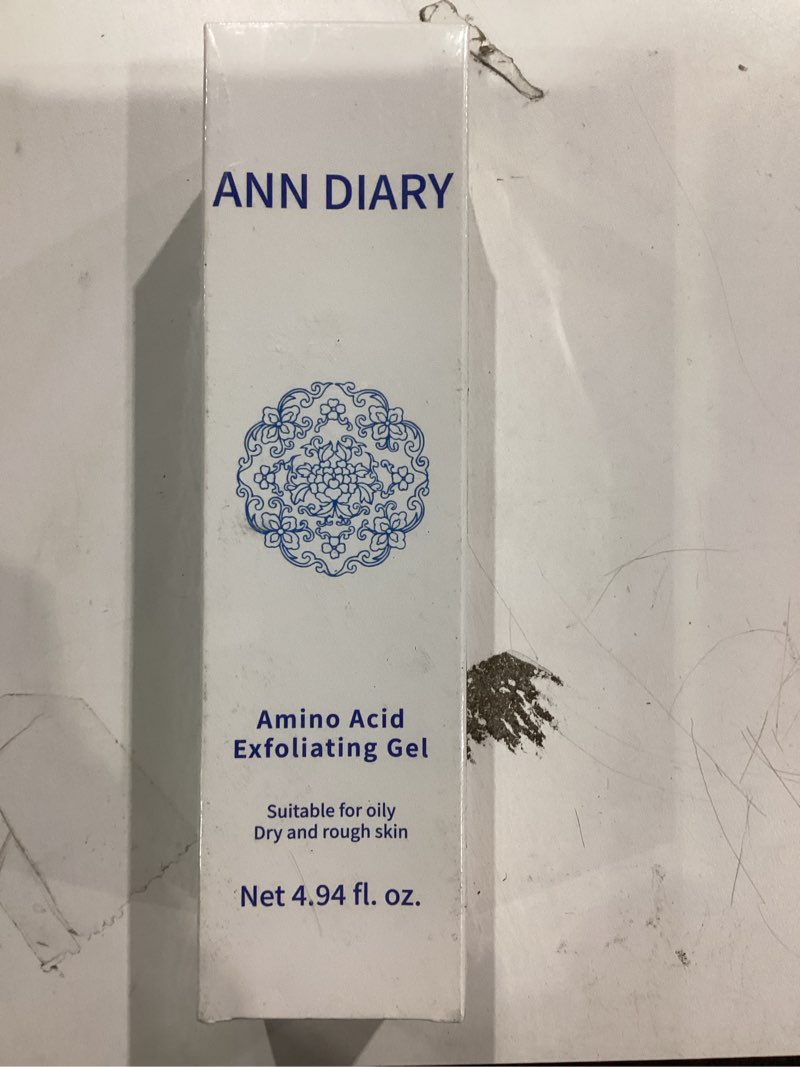 ANN DIARY
Amino Acid
Exfoliating Gel
Suitable for oily
Dry and rough skin
Net 4.94 fl. oz.